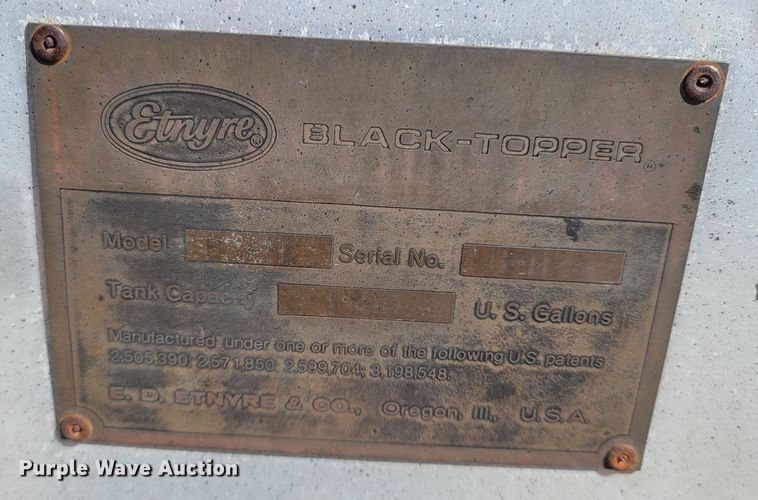 Etnyre® BLACK-TOPPER®
Model Serial No.
Tank Capacity U. S. Gallons
Manufactured under one or more of the following U.S. patents
2,505,390; 2,571,850; 2,599,704; 3,198,548.
E. D. ETNYRE & CO., Oregon, Ill., U.S.A.
Purple Wave Auction